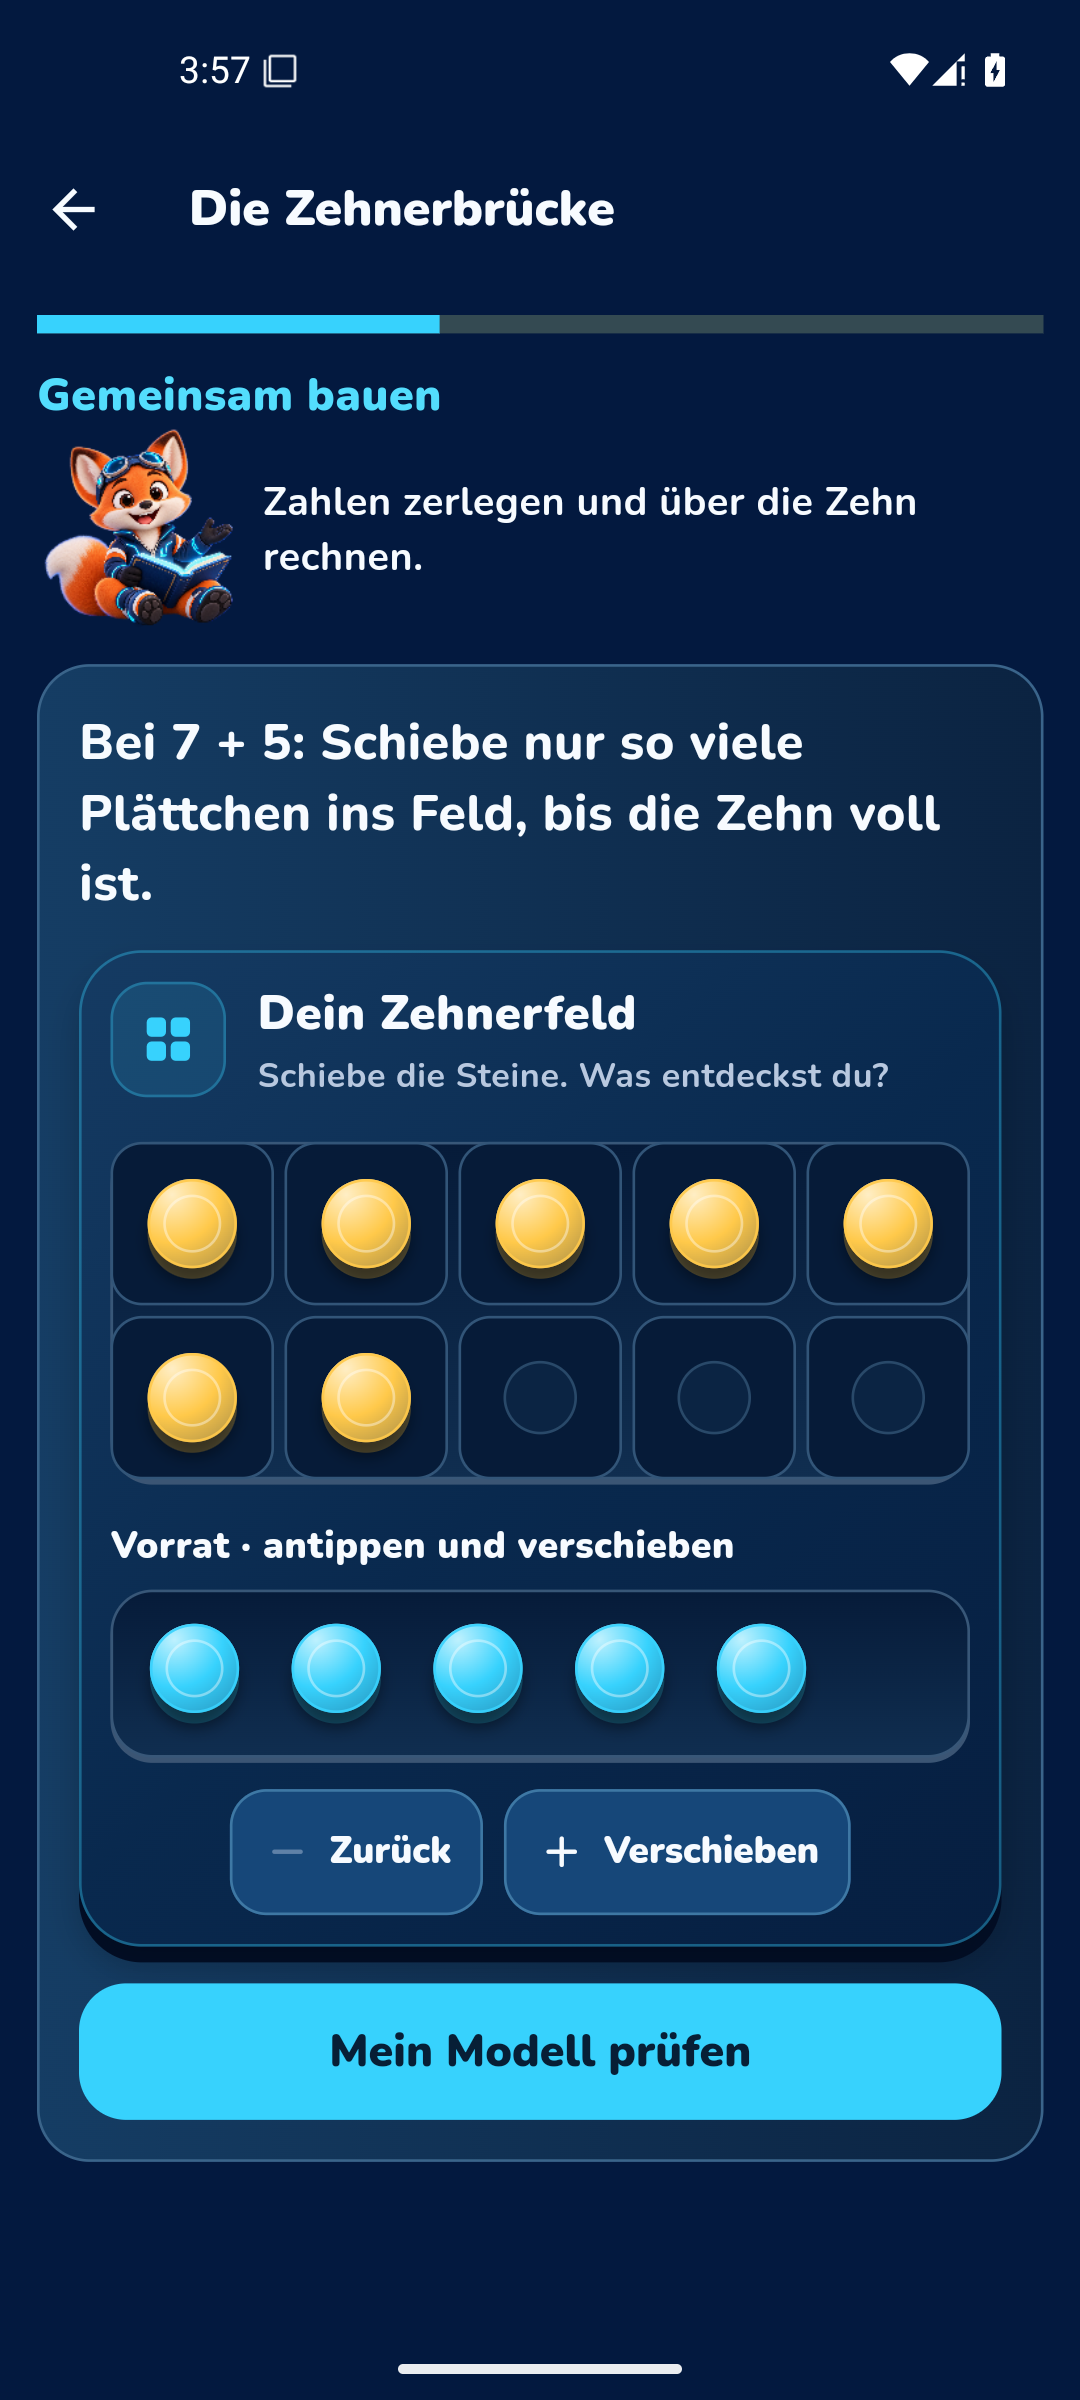 3:57
Die Zehnerbrücke
Gemeinsam bauen
Zahlen zerlegen und über die Zehn
rechnen.
Bei 7 + 5: Schiebe nur so viele
Plättchen ins Feld, bis die Zehn voll
ist.
Dein Zehnerfeld
Schiebe die Steine. Was entdeckst du?
Vorrat · antippen und verschieben
— Zurück
+ Verschieben
Mein Modell prüfen